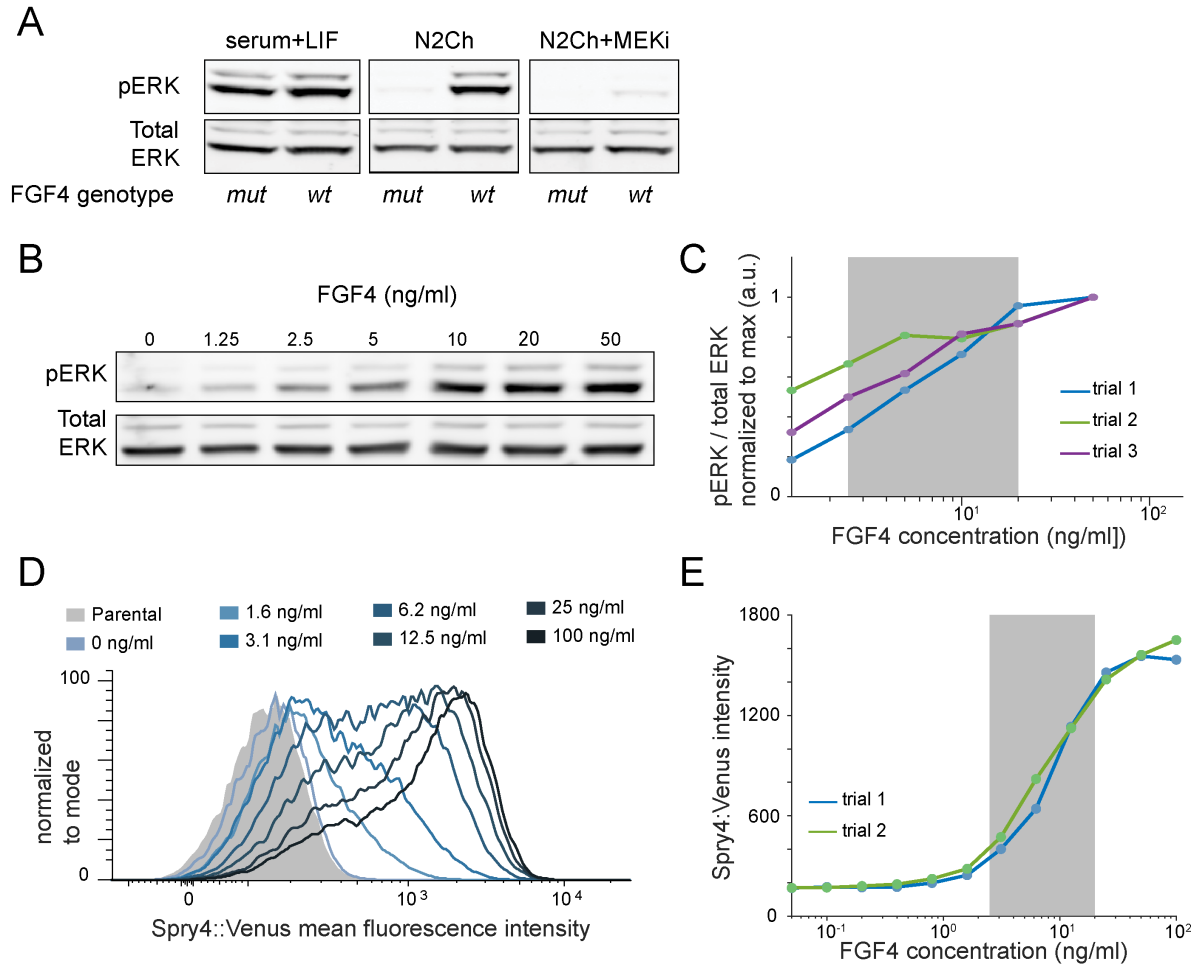 A
serum+LIF N2Ch N2Ch+MEKi
pERK
Total
ERK
FGF4 genotype mut wt mut wt mut wt
B
FGF4 (ng/ml)
0 1.25 2.5 5 10 20 50
pERK
Total
ERK
C
pERK / total ERK
normalized to max (a.u.)
1
0
trial 1
trial 2
trial 3
10¹ 10²
FGF4 concentration (ng/ml])
D
Parental 1.6 ng/ml 6.2 ng/ml 25 ng/ml
0 ng/ml 3.1 ng/ml 12.5 ng/ml 100 ng/ml
normalized
to mode
100
0
0 10³ 10⁴
Spry4::Venus mean fluorescence intensity
E
Spry4::Venus intensity
1800
1200
600
0
trial 1
trial 2
10⁻¹ 10⁰ 10¹ 10²
FGF4 concentration (ng/ml)